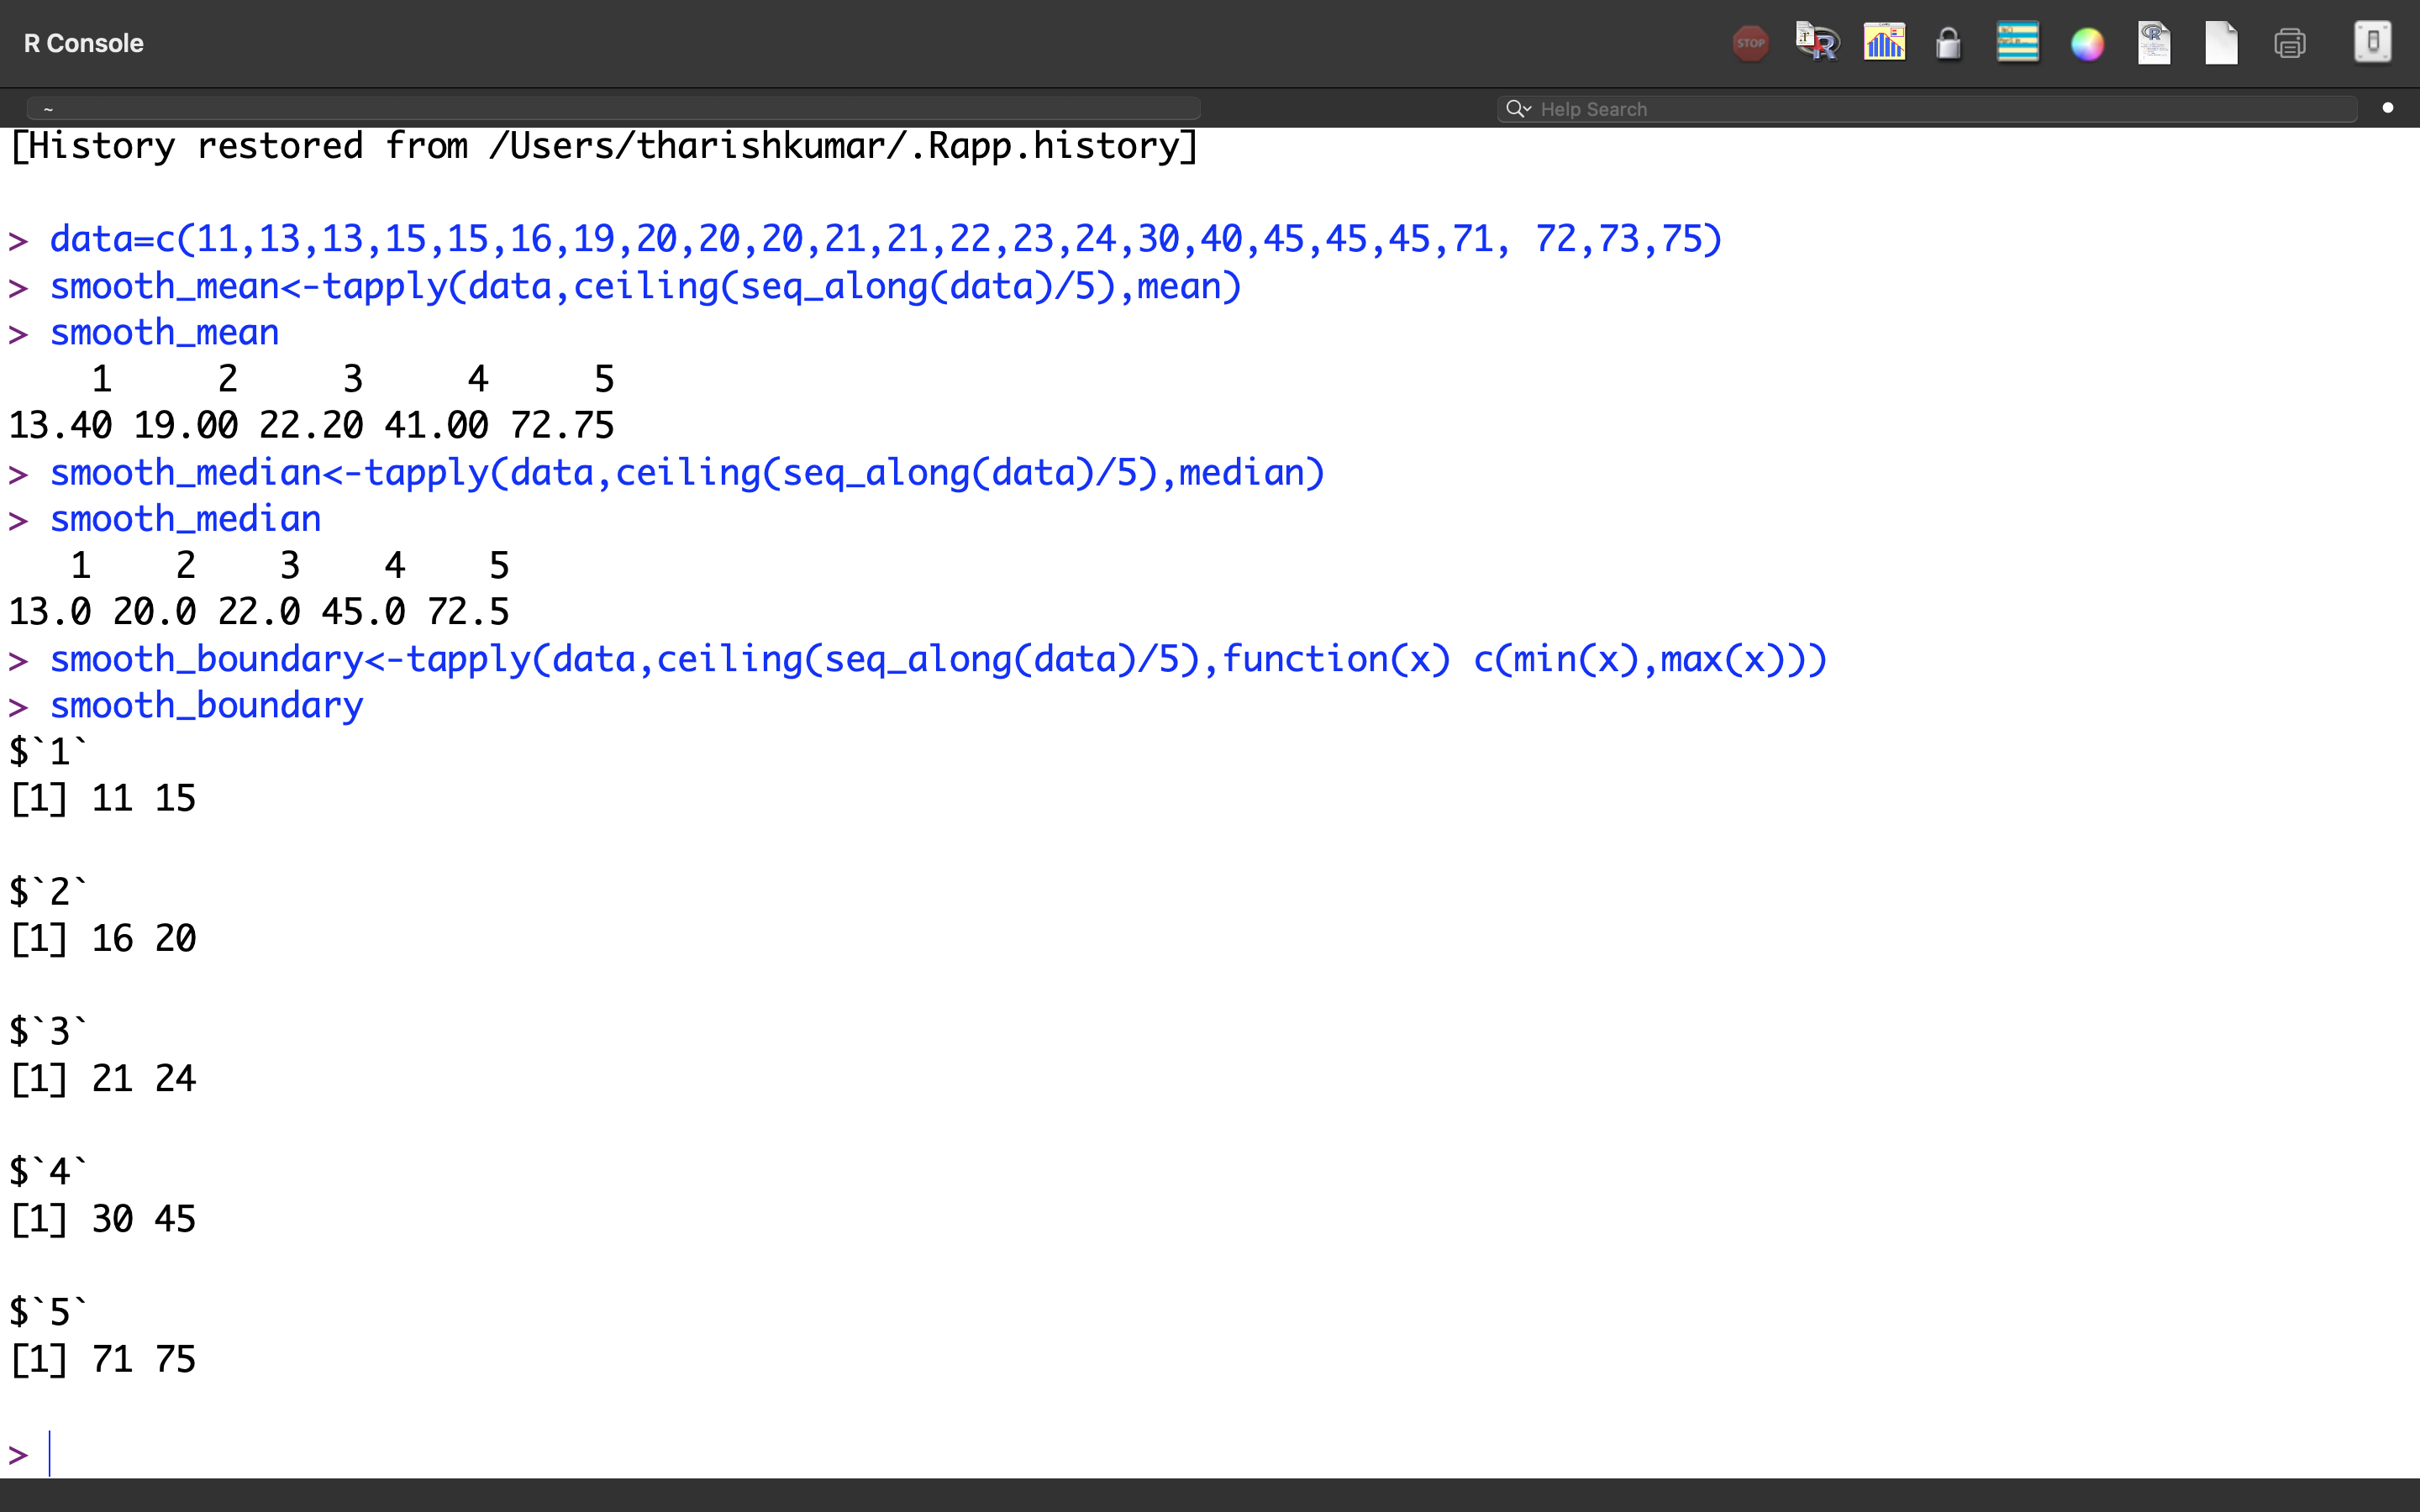 R Console
STOP
~
Help Search
[History restored from /Users/tharishkumar/.Rapp.history]
> data=c(11,13,13,15,15,16,19,20,20,20,21,21,22,23,24,30,40,45,45,45,71, 72,73,75)
> smooth_mean<-tapply(data,ceiling(seq_along(data)/5),mean)
> smooth_mean
    1     2     3     4     5
13.40 19.00 22.20 41.00 72.75
> smooth_median<-tapply(data,ceiling(seq_along(data)/5),median)
> smooth_median
   1    2    3    4    5
13.0 20.0 22.0 45.0 72.5
> smooth_boundary<-tapply(data,ceiling(seq_along(data)/5),function(x) c(min(x),max(x)))
> smooth_boundary
$`1`
[1] 11 15
$`2`
[1] 16 20
$`3`
[1] 21 24
$`4`
[1] 30 45
$`5`
[1] 71 75
>